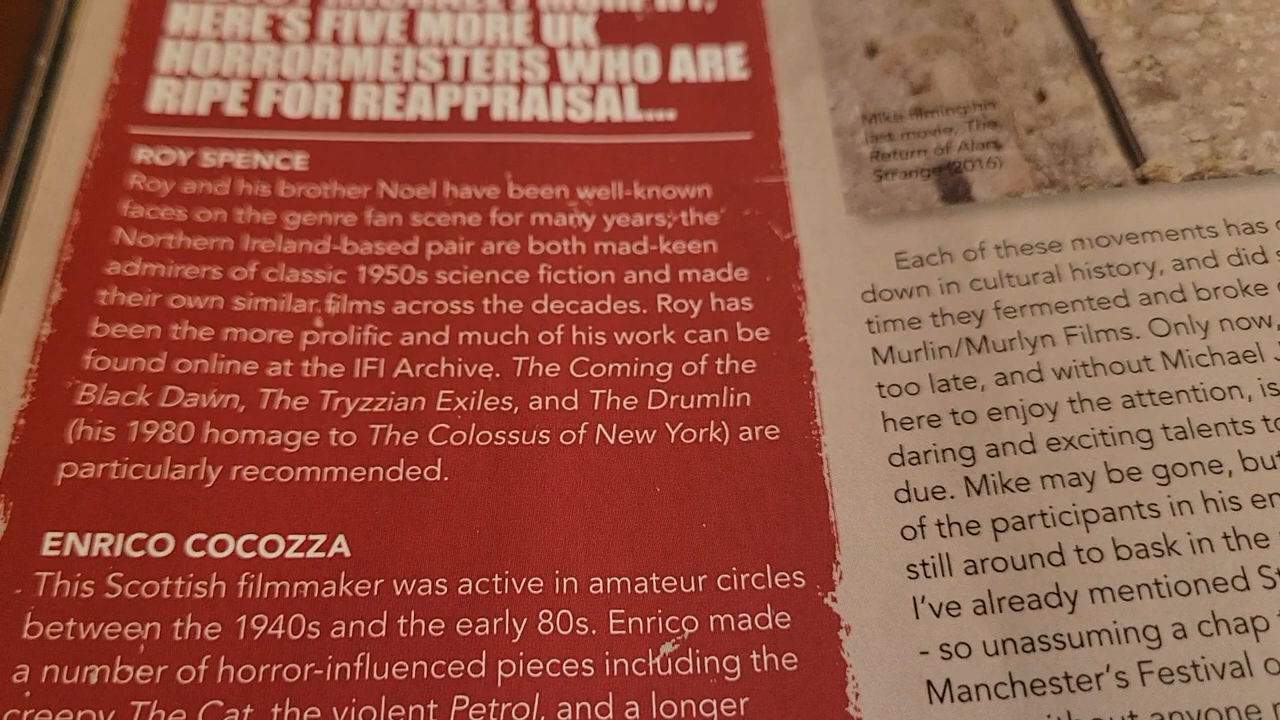 HERE'S FIVE MORE UK
HORRORMEISTERS WHO ARE
RIPE FOR REAPPRAISAL...
ROY SPENCE
Roy and his brother Noel have been well-known
faces on the genre fan scene for many years; the
Northern Ireland-based pair are both mad-keen
admirers of classic 1950s science fiction and made
their own similar films across the decades. Roy has
been the more prolific and much of his work can be
found online at the IFI Archive. The Coming of the
Black Dawn, The Tryzzian Exiles, and The Drumlin
(his 1980 homage to The Colossus of New York) are
particularly recommended.
ENRICO COCOZZA
This Scottish filmmaker was active in amateur circles
between the 1940s and the early 80s. Enrico made
a number of horror-influenced pieces including the
creepy The Cat, the violent Petrol, and a longer
Mike filming his
last movie, The
Return of Alan
Strange (2016)
Each of these movements has
down in cultural history, and did
time they fermented and broke
Murlin/Murlyn Films. Only now,
too late, and without Michael
here to enjoy the attention, is
daring and exciting talents to
due. Mike may be gone, but
of the participants in his
still around to bask in the
I've already mentioned
- so unassuming a chap
Manchester's Festival
without anyone